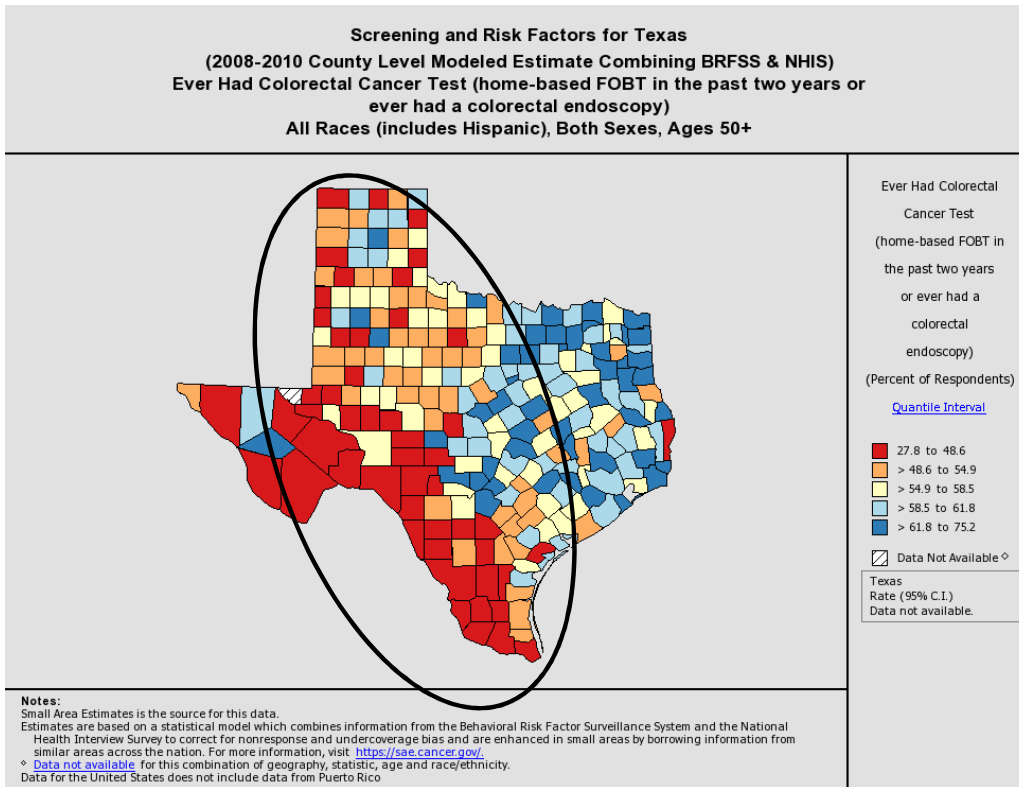 Screening and Risk Factors for Texas
(2008-2010 County Level Modeled Estimate Combining BRFSS & NHIS)
Ever Had Colorectal Cancer Test (home-based FOBT in the past two years or
ever had a colorectal endoscopy)
All Races (includes Hispanic), Both Sexes, Ages 50+
Ever Had Colorectal
Cancer Test
(home-based FOBT in
the past two years
or ever had a
colorectal
endoscopy)
(Percent of Respondents)
Quantile Interval
27.8 to 48.6
> 48.6 to 54.9
> 54.9 to 58.5
> 58.5 to 61.8
> 61.8 to 75.2
Data Not Available ◇
Texas
Rate (95% C.I.)
Data not available.
Notes:
Small Area Estimates is the source for this data.
Estimates are based on a statistical model which combines information from the Behavioral Risk Factor Surveillance System and the National
Health Interview Survey to correct for nonresponse and undercoverage bias and are enhanced in small areas by borrowing information from
similar areas across the nation. For more information, visit https://sae.cancer.gov/.
◇ Data not available for this combination of geography, statistic, age and race/ethnicity.
Data for the United States does not include data from Puerto Rico